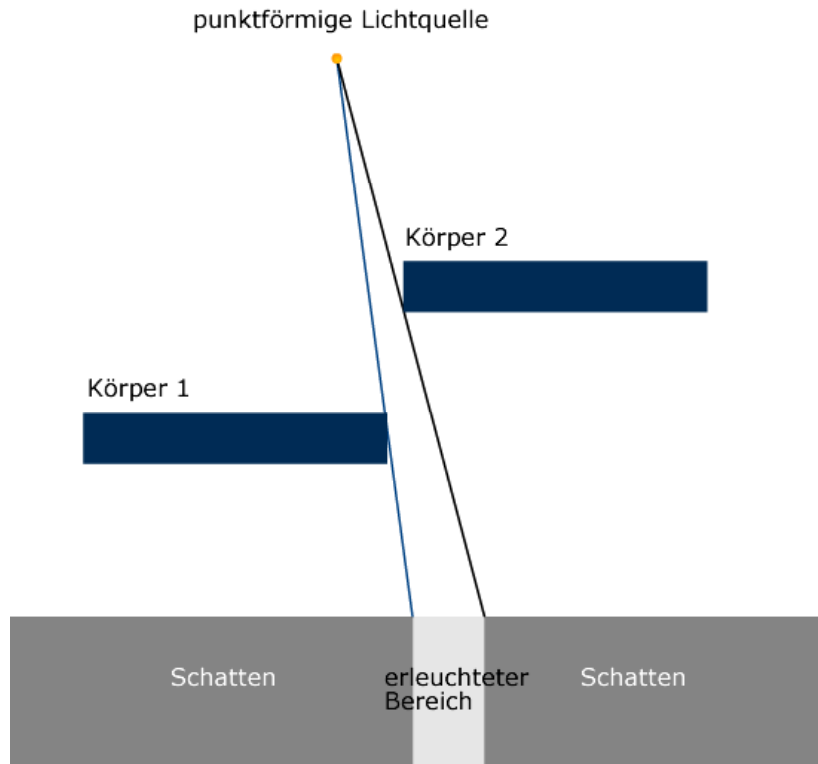 punktförmige Lichtquelle
Körper 2
Körper 1
Schatten
erleuchteter
Bereich
Schatten